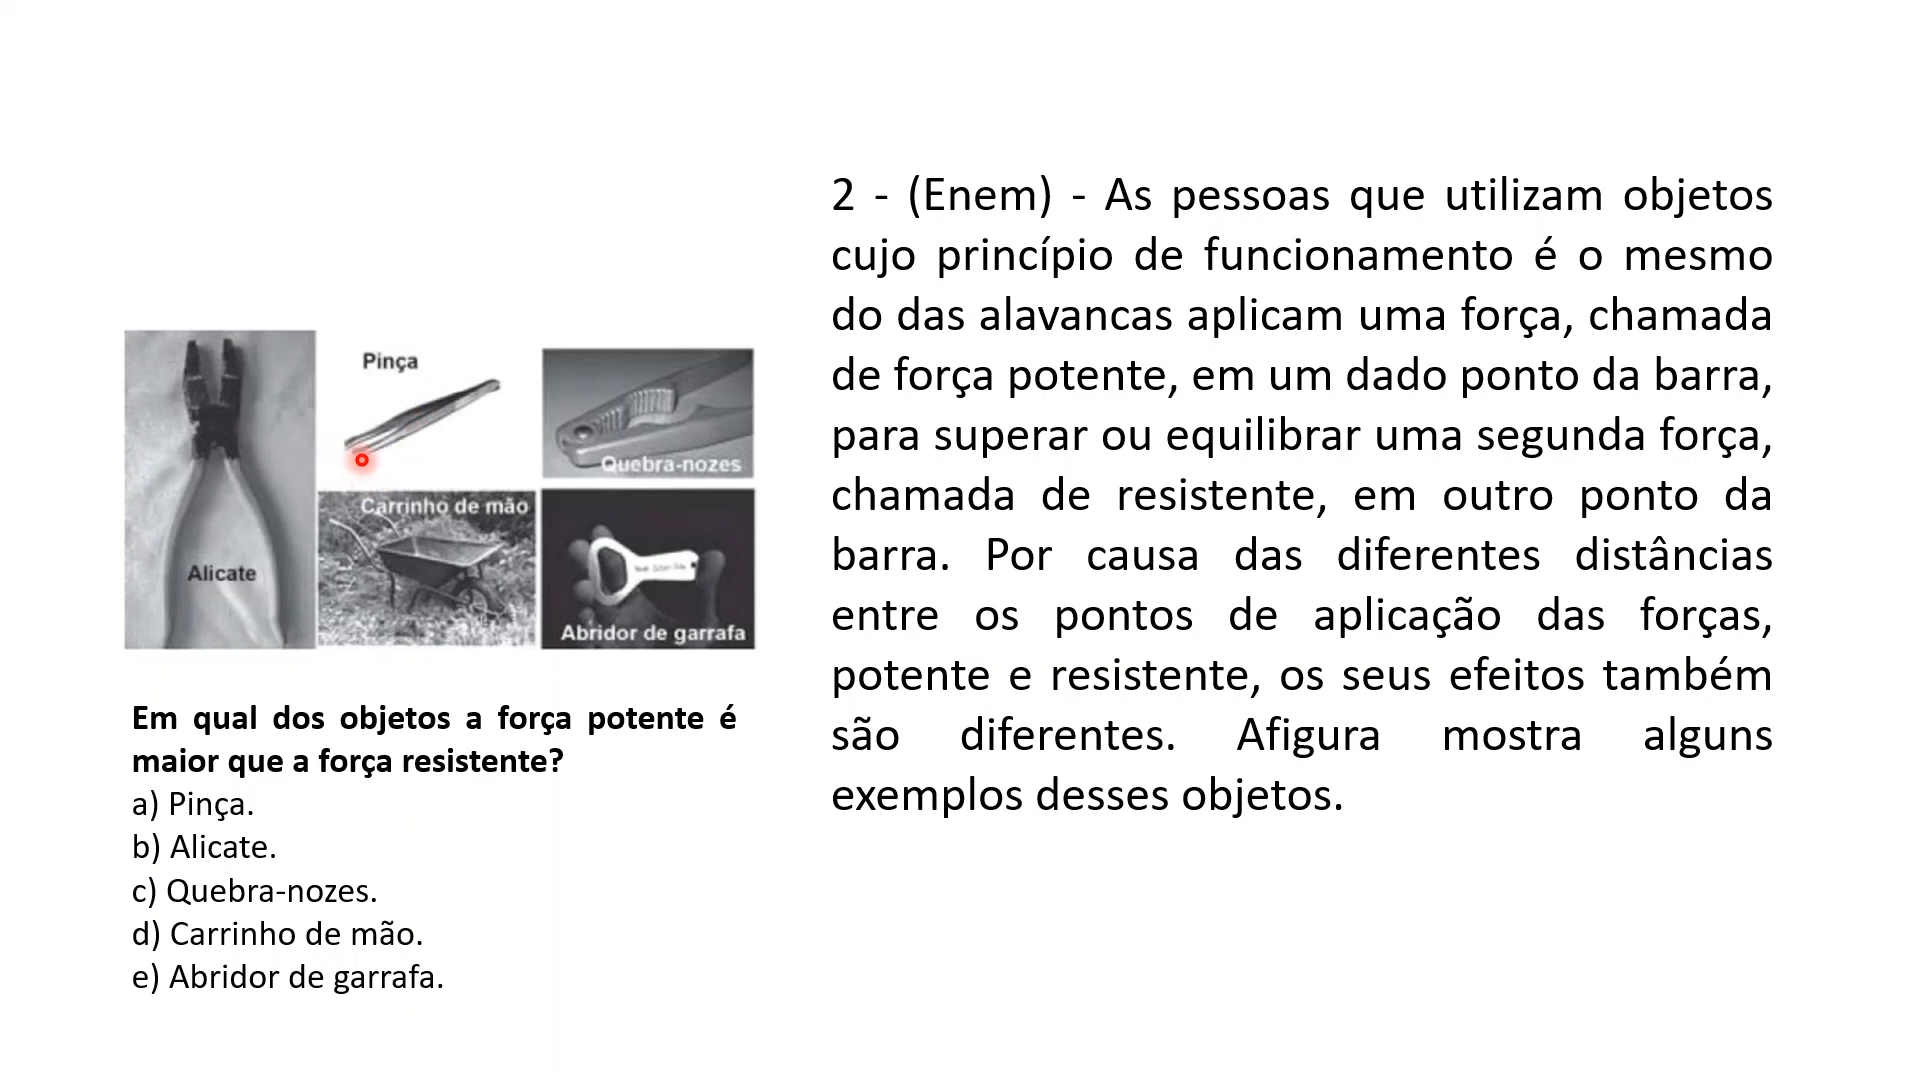 2 - (Enem) - As pessoas que utilizam objetos
cujo princípio de funcionamento é o mesmo
do das alavancas aplicam uma força, chamada
de força potente, em um dado ponto da barra,
para superar ou equilibrar uma segunda força,
chamada de resistente, em outro ponto da
barra. Por causa das diferentes distâncias
entre os pontos de aplicação das forças,
potente e resistente, os seus efeitos também
são diferentes. Afigura mostra alguns
exemplos desses objetos.
Pinça
Quebra-nozes
Carrinho de mão
Alicate
Abridor de garrafa
Em qual dos objetos a força potente é
maior que a força resistente?
a) Pinça.
b) Alicate.
c) Quebra-nozes.
d) Carrinho de mão.
e) Abridor de garrafa.